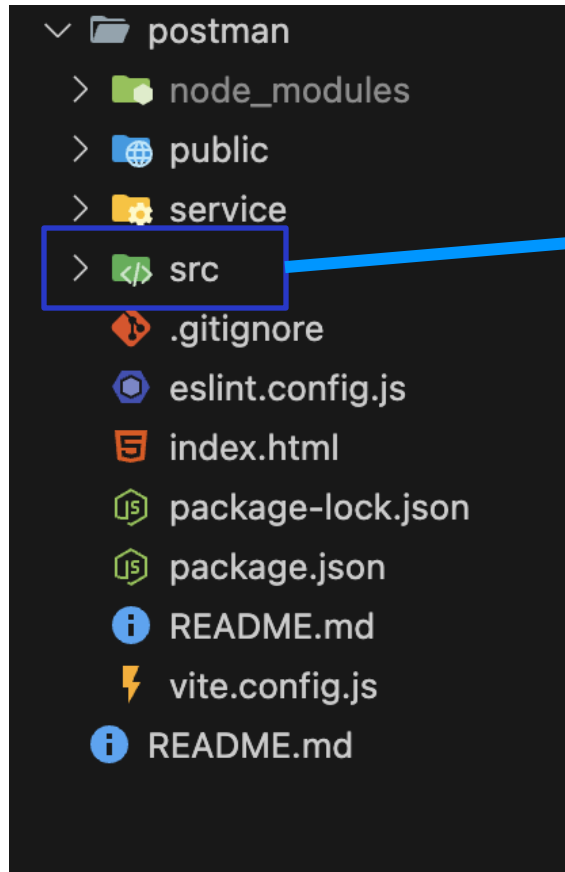 postman
node_modules
public
service
src
.gitignore
eslint.config.js
index.html
package-lock.json
package.json
README.md
vite.config.js
README.md